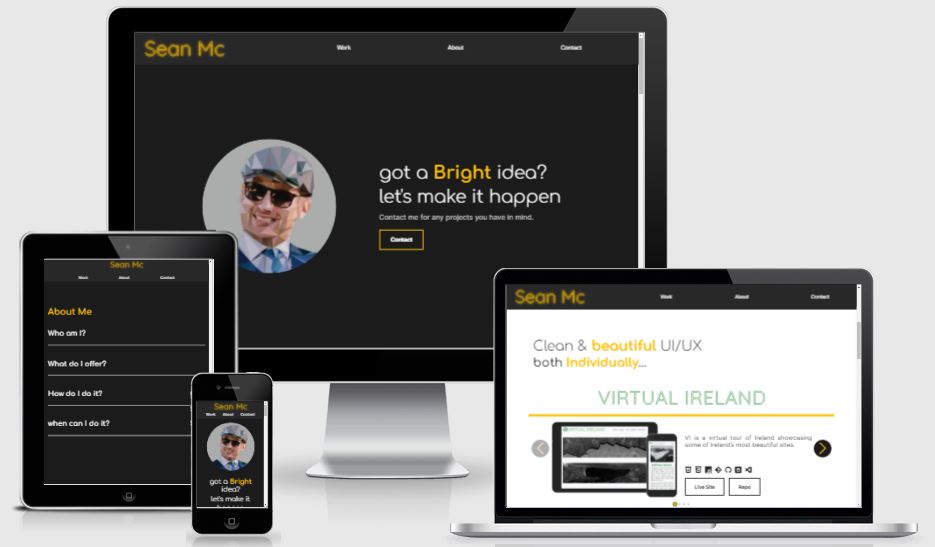 Sean Mc
Work About Contact
got a Bright idea?
let's make it happen
Contact me for any projects you have in mind.
Contact
Sean Mc
Work About Contact
About Me
Who am I?
What do I offer?
How do I do it?
when can I do it?
Sean Mc
Work About Contact
got a Bright
idea?
let's make it
Sean Mc
Work About Contact
Clean & beautiful UI/UX
both Individually...
VIRTUAL IRELAND
VIRTUAL IRELAND
VI is a virtual tour of Ireland showcasing
some of Ireland's most beautiful sites.
Live Site Repo